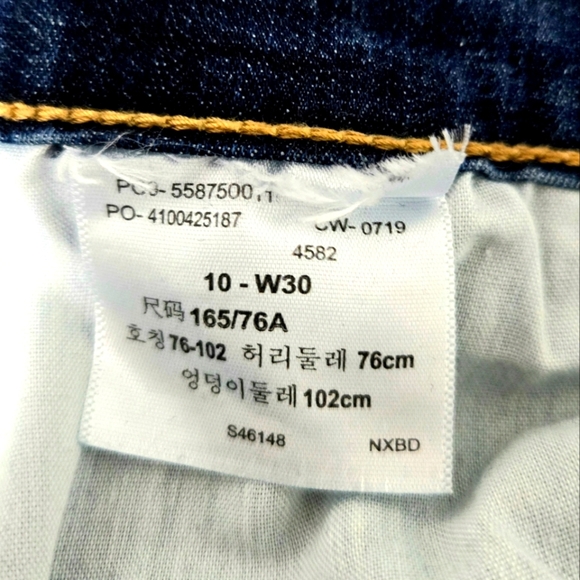 PO- 4100425187 CW- 0719
4582
10 - W30
尺码 165/76A
호칭 76-102 허리둘레 76cm
엉덩이둘레 102cm
S46148 NXBD